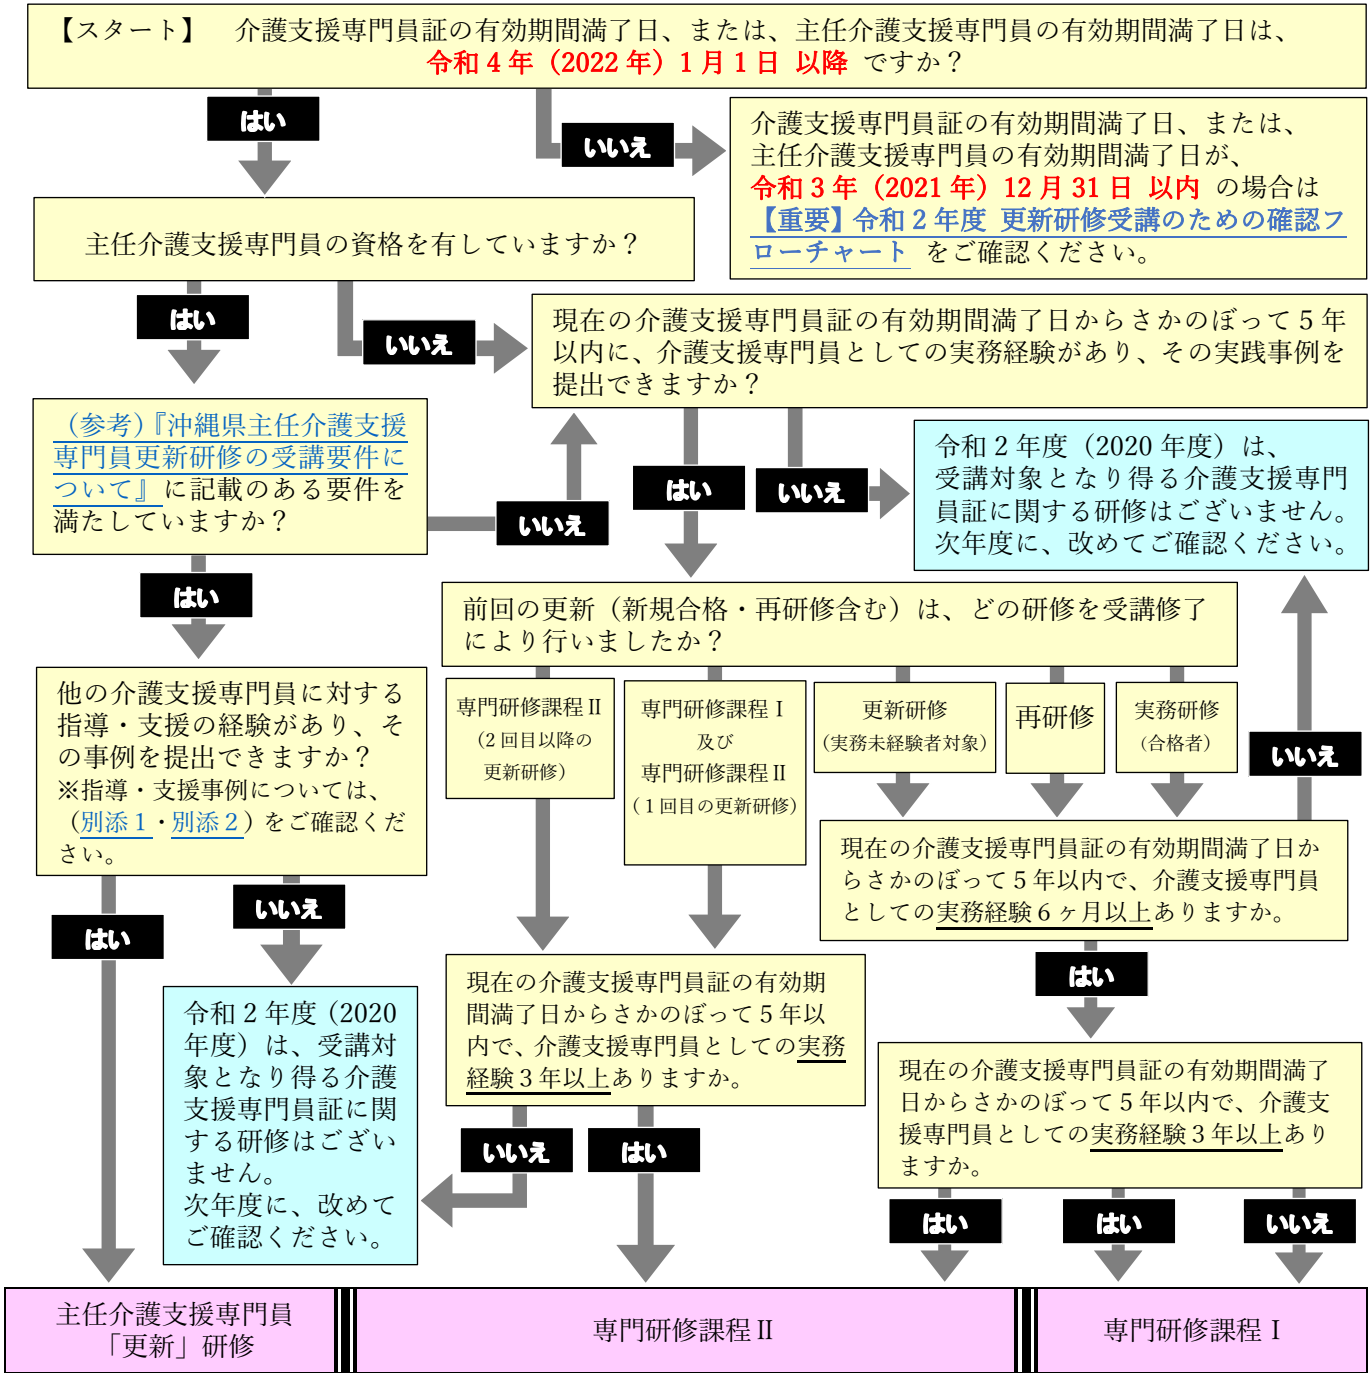 【スタート】 介護支援専門員証の有効期間満了日、または、主任介護支援専門員の有効期間満了日は、
令和４年（2022 年）1 月 1 日 以降 ですか？
はい
いいえ
介護支援専門員証の有効期間満了日、または、
主任介護支援専門員の有効期間満了日が、
令和 3 年（2021 年）12 月 31 日 以内 の場合は
【重要】令和 2 年度 更新研修受講のための確認フ
ローチャート をご確認ください。
主任介護支援専門員の資格を有していますか？
はい
いいえ
現在の介護支援専門員証の有効期間満了日からさかのぼって５年
以内に、介護支援専門員としての実務経験があり、その実践事例を
提出できますか？
（参考）『沖縄県主任介護支援
専門員更新研修の受講要件に
ついて』に記載のある要件を
満たしていますか？
いいえ
はい
はい
いいえ
令和 2 年度（2020 年度）は、
受講対象となり得る介護支援専門
員証に関する研修はございません。
次年度に、改めてご確認ください。
前回の更新（新規合格・再研修含む）は、どの研修を受講修了
により行いましたか？
他の介護支援専門員に対する
指導・支援の経験があり、そ
の事例を提出できますか？
※指導・支援事例については、
（別添１・別添２）をご確認くだ
さい。
専門研修課程Ⅱ
（2 回目以降の
更新研修）
専門研修課程Ⅰ
及び
専門研修課程Ⅱ
（１回目の更新研修）
更新研修
（実務未経験者対象）
再研修
実務研修
（合格者）
いいえ
現在の介護支援専門員証の有効期間満了日か
らさかのぼって５年以内で、介護支援専門員
としての実務経験６ヶ月以上ありますか。
はい
いいえ
はい
令和 2 年度（2020
年度）は、受講対
象となり得る介護
支援専門員証に関
する研修はござい
ません。
次年度に、改めて
ご確認ください。
現在の介護支援専門員証の有効期
間満了日からさかのぼって５年以
内で、介護支援専門員としての実務
経験３年以上ありますか。
現在の介護支援専門員証の有効期間満了
日からさかのぼって５年以内で、介護支
援専門員としての実務経験３年以上あり
ますか。
いいえ
はい
はい
はい
いいえ
主任介護支援専門員
「更新」研修
専門研修課程Ⅱ
専門研修課程Ⅰ